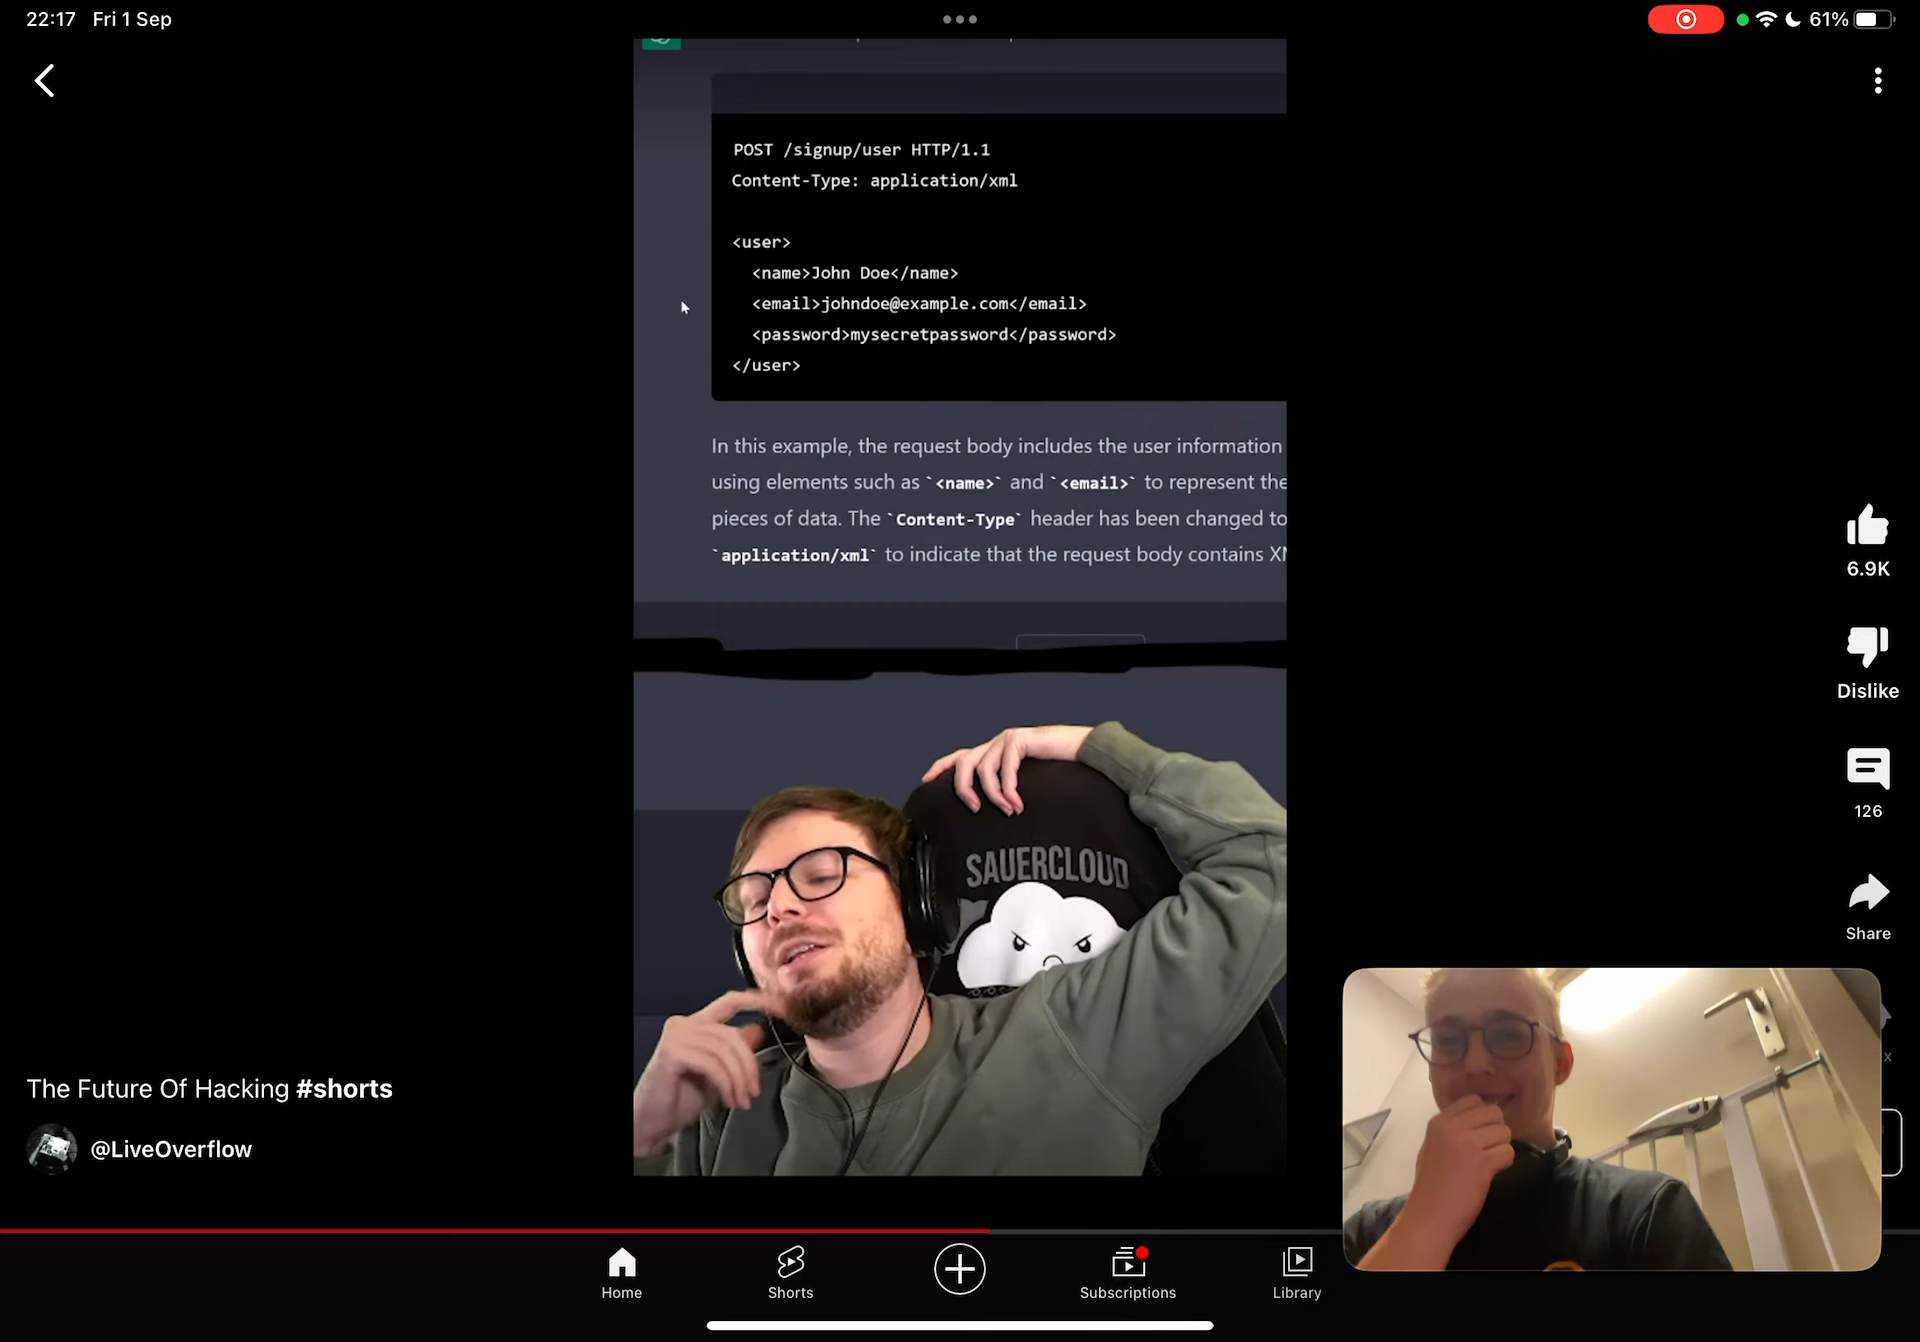 22:17 Fri 1 Sep
61%
POST /signup/user HTTP/1.1
Content-Type: application/xml
<user>
<name>John Doe</name>
<email>johndoe@example.com</email>
<password>mysecretpassword</password>
</user>
In this example, the request body includes the user information
using elements such as `<name>` and `<email>` to represent the
pieces of data. The `Content-Type` header has been changed to
`application/xml` to indicate that the request body contains
SAUERCLOUD
6.9K
Dislike
126
Share
x
The Future Of Hacking #shorts
@LiveOverflow
Home
Shorts
Subscriptions
Library